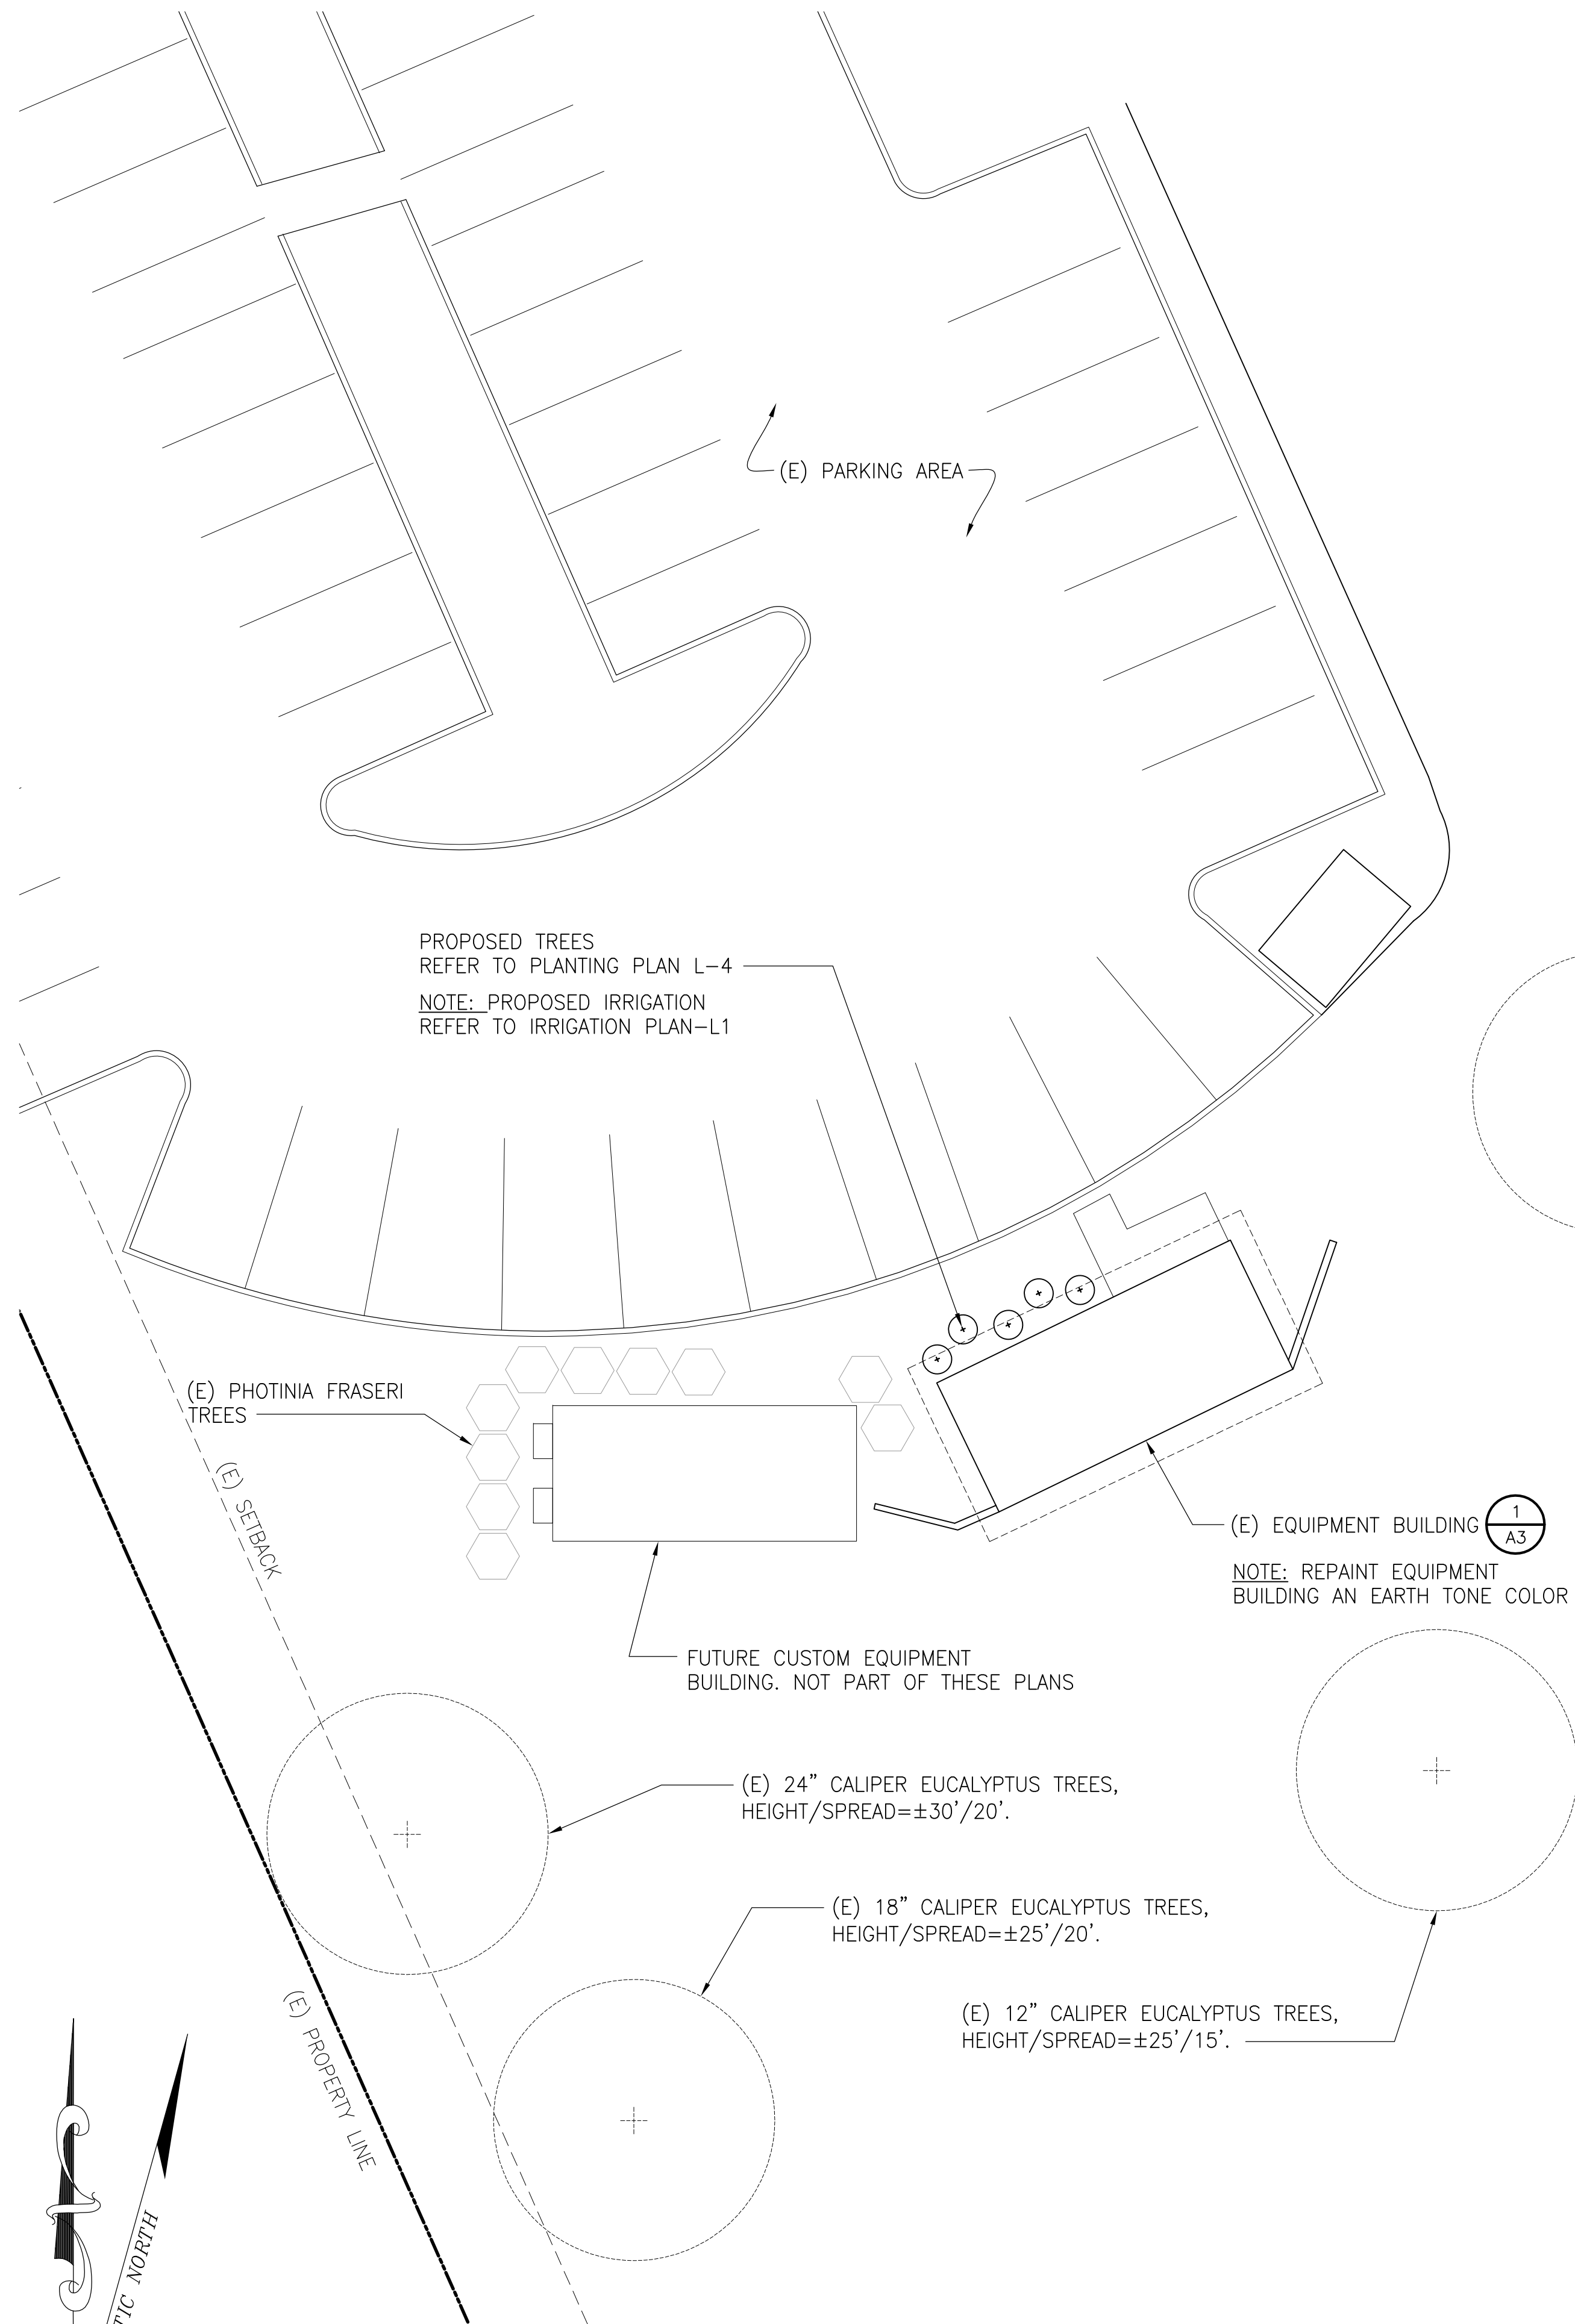 (E) PARKING AREA
PROPOSED TREES
REFER TO PLANTING PLAN L-4
NOTE: PROPOSED IRRIGATION
REFER TO IRRIGATION PLAN-L1
(E) PHOTINIA FRASERI
TREES
(E) SETBACK
(E) EQUIPMENT BUILDING
1
A3
NOTE: REPAINT EQUIPMENT
BUILDING AN EARTH TONE COLOR
FUTURE CUSTOM EQUIPMENT
BUILDING. NOT PART OF THESE PLANS
(E) 24" CALIPER EUCALYPTUS TREES,
HEIGHT/SPREAD=±30'/20'.
(E) 18" CALIPER EUCALYPTUS TREES,
HEIGHT/SPREAD=±25'/20'.
(E) 12" CALIPER EUCALYPTUS TREES,
HEIGHT/SPREAD=±25'/15'.
(E) PROPERTY LINE
TIC NORTH